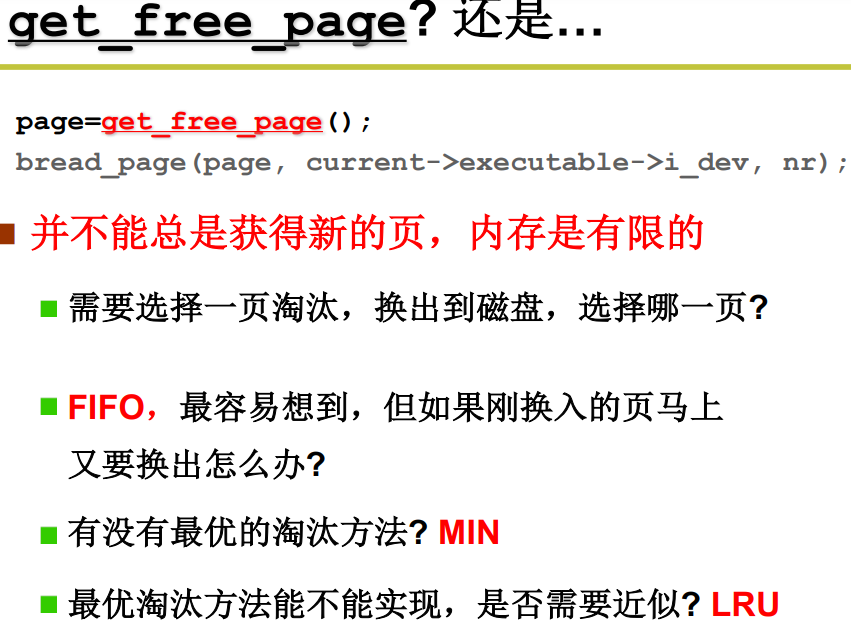 get_free_page? 还是...
page=get_free_page();
bread_page(page, current->executable->i_dev, nr);
并不能总是获得新的页，内存是有限的
需要选择一页淘汰，换出到磁盘，选择哪一页?
FIFO，最容易想到，但如果刚换入的页马上
又要换出怎么办?
有没有最优的淘汰方法? MIN
最优淘汰方法能不能实现，是否需要近似? LRU